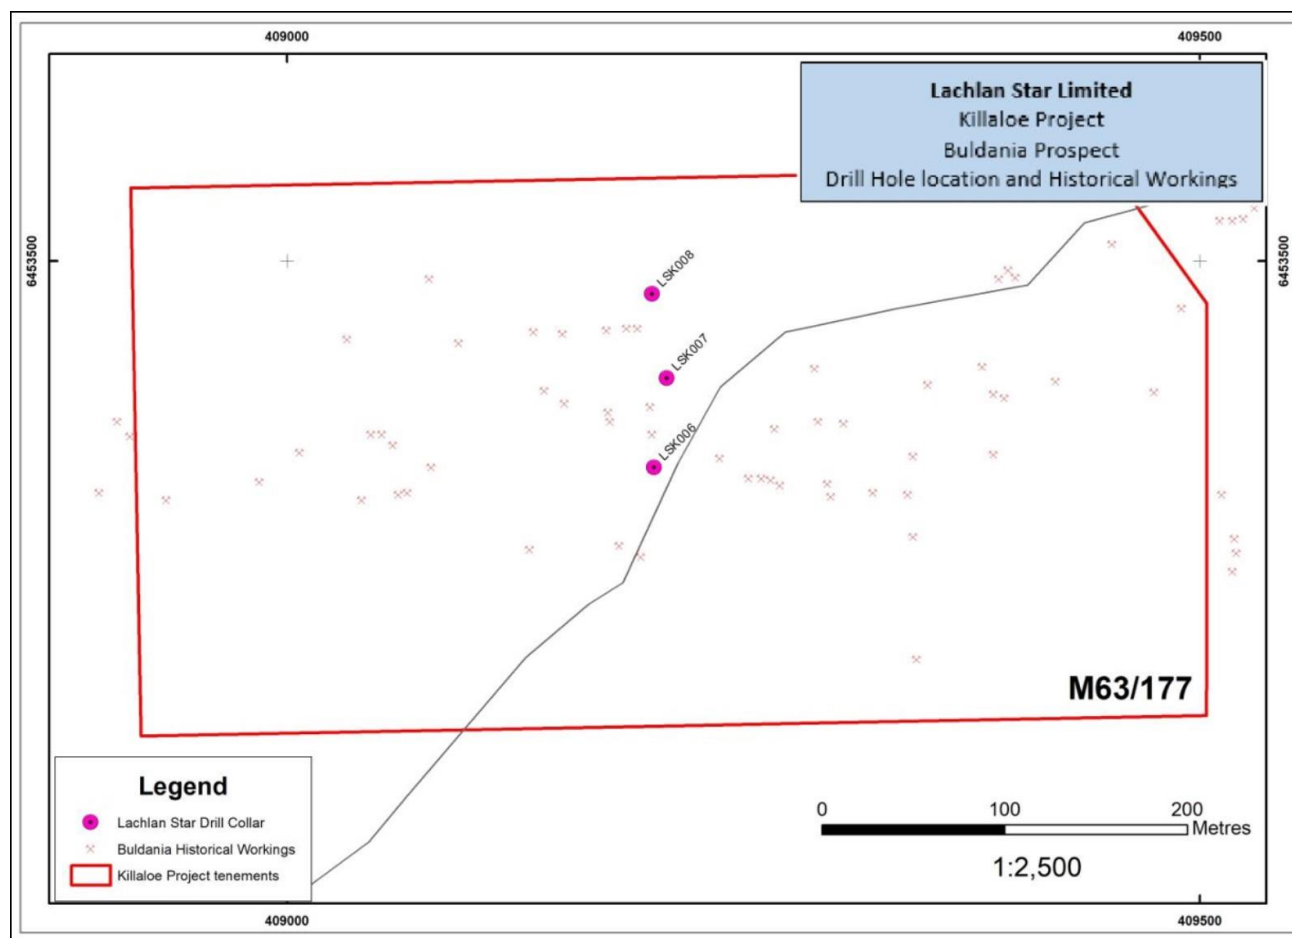 409000
409500
Lachlan Star Limited
Killaloe Project
Buldania Prospect
Drill Hole location and Historical Workings
6453500
6453500
LSK008
LSK007
LSK006
M63/177
Legend
Lachlan Star Drill Collar
Buldania Historical Workings
Killaloe Project tenements
0 100 200
Metres
1:2,500
409000
409500